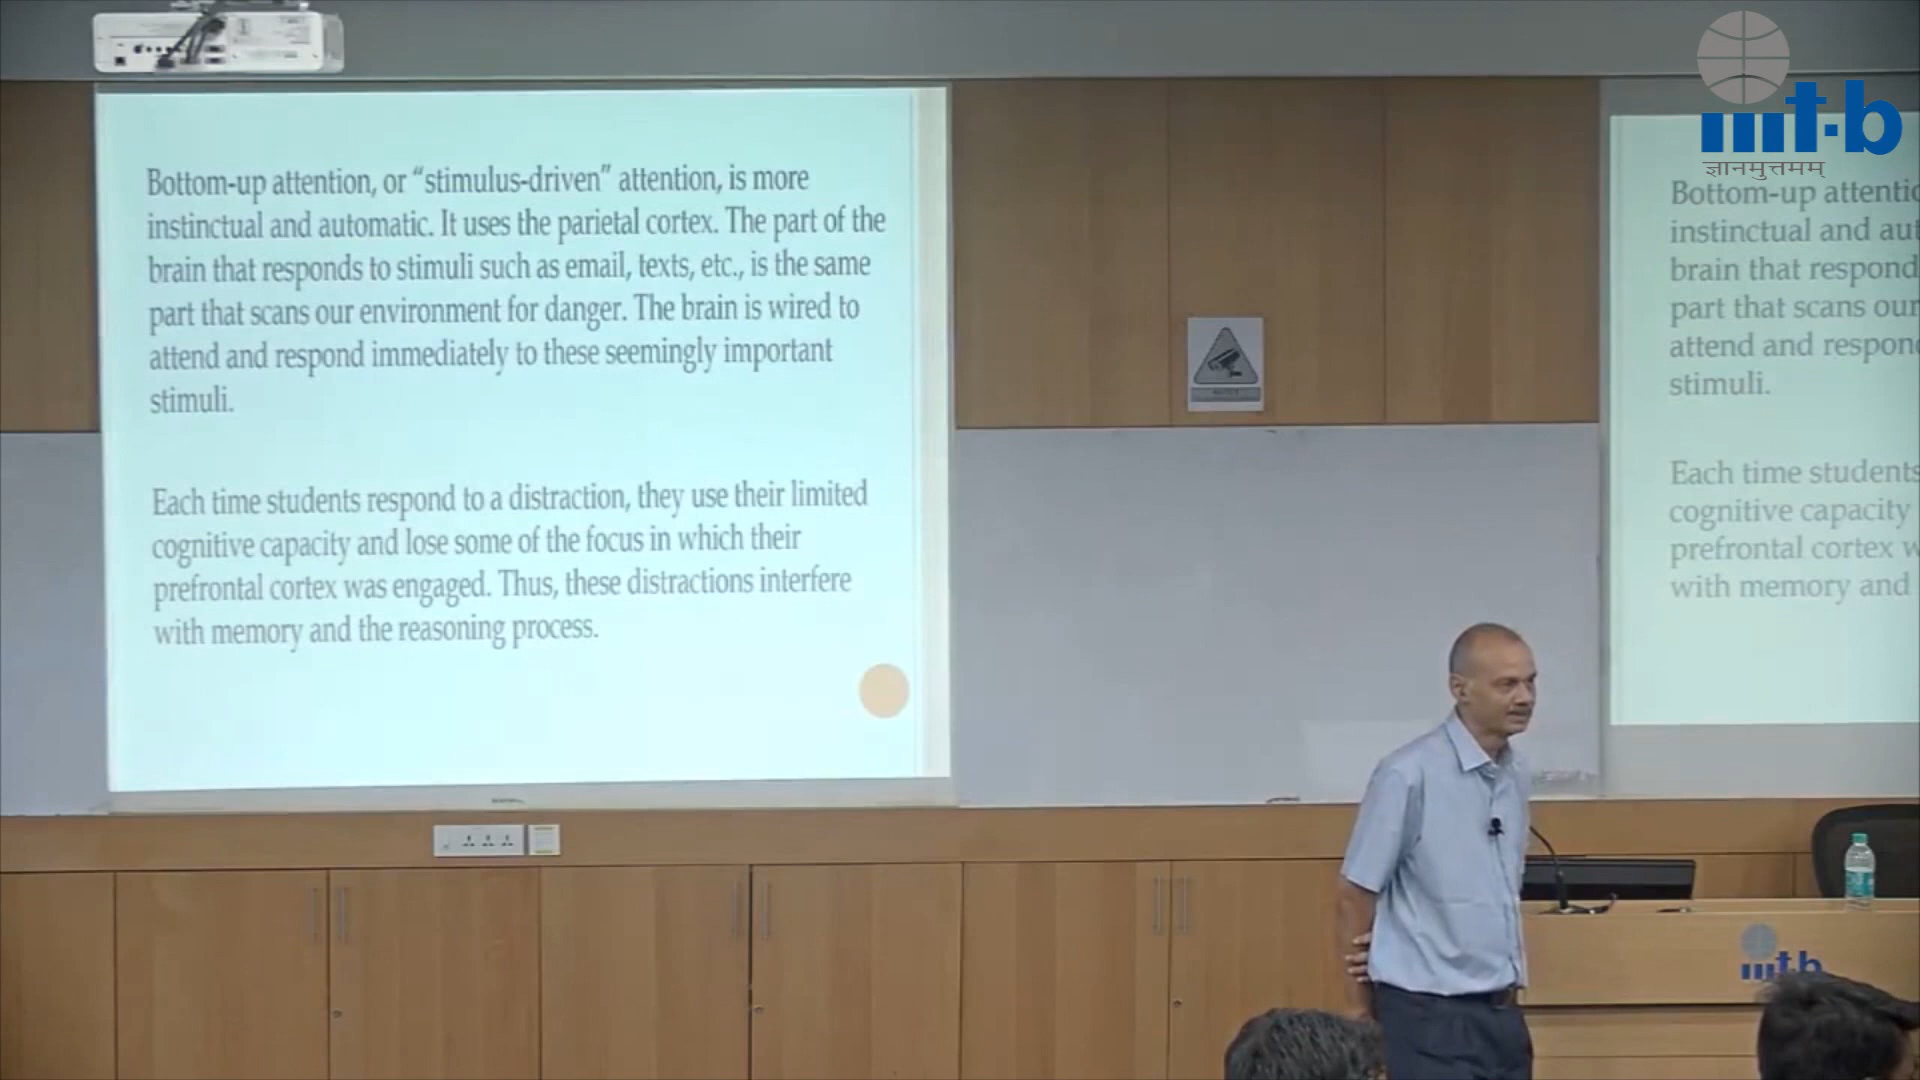 Bottom-up attention, or “stimulus-driven” attention, is more
instinctual and automatic. It uses the parietal cortex. The part of the
brain that responds to stimuli such as email, texts, etc., is the same
part that scans our environment for danger. The brain is wired to
attend and respond immediately to these seemingly important
stimuli.
Each time students respond to a distraction, they use their limited
cognitive capacity and lose some of the focus in which their
prefrontal cortex was engaged. Thus, these distractions interfere
with memory and the reasoning process.
iiit-b
ज्ञानमुत्तमम्
Bottom-up attentio
instinctual and aut
brain that respond
part that scans our
attend and respon
stimuli.
Each time students
cognitive capacity
prefrontal cortex w
with memory and
iiit-b